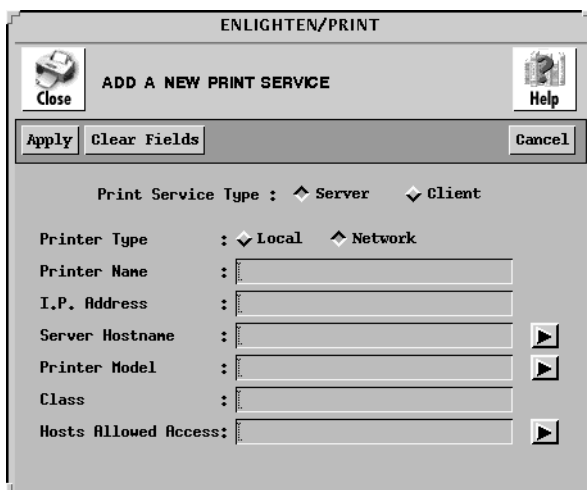 ENLIGHTEN/PRINT
Close
ADD A NEW PRINT SERVICE
Help
Apply
Clear Fields
Cancel
Print Service Type : Server Client
Printer Type : Local Network
Printer Name :
I.P. Address :
Server Hostname :
Printer Model :
Class :
Hosts Allowed Access: